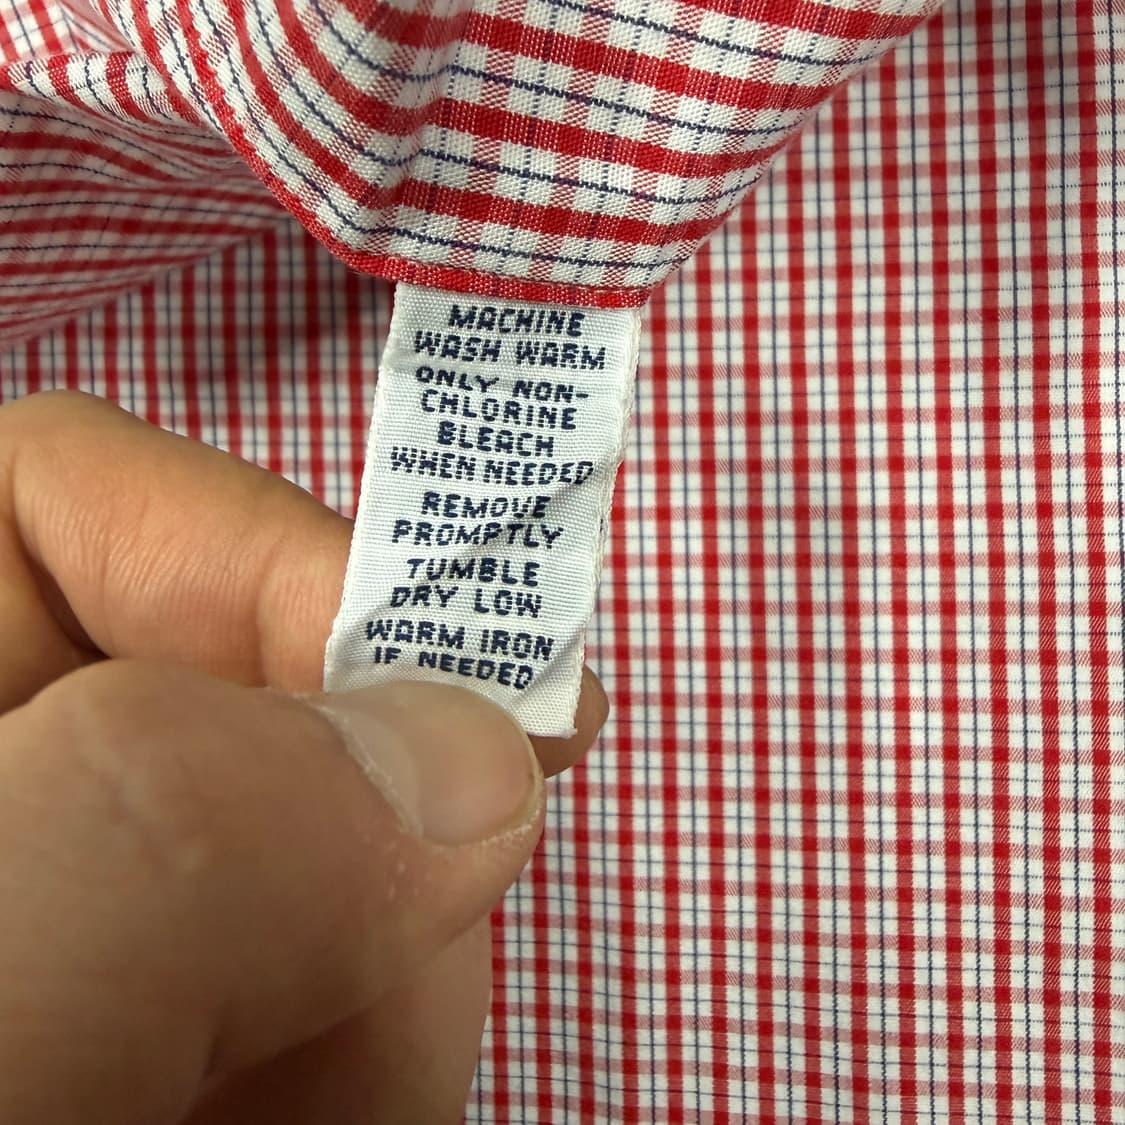 MACHINE
WASH WARM
ONLY NON-
CHLORINE
BLEACH
WHEN NEEDED
REMOVE
PROMPTLY
TUMBLE
DRY LOW
WARM IRON
IF NEEDED